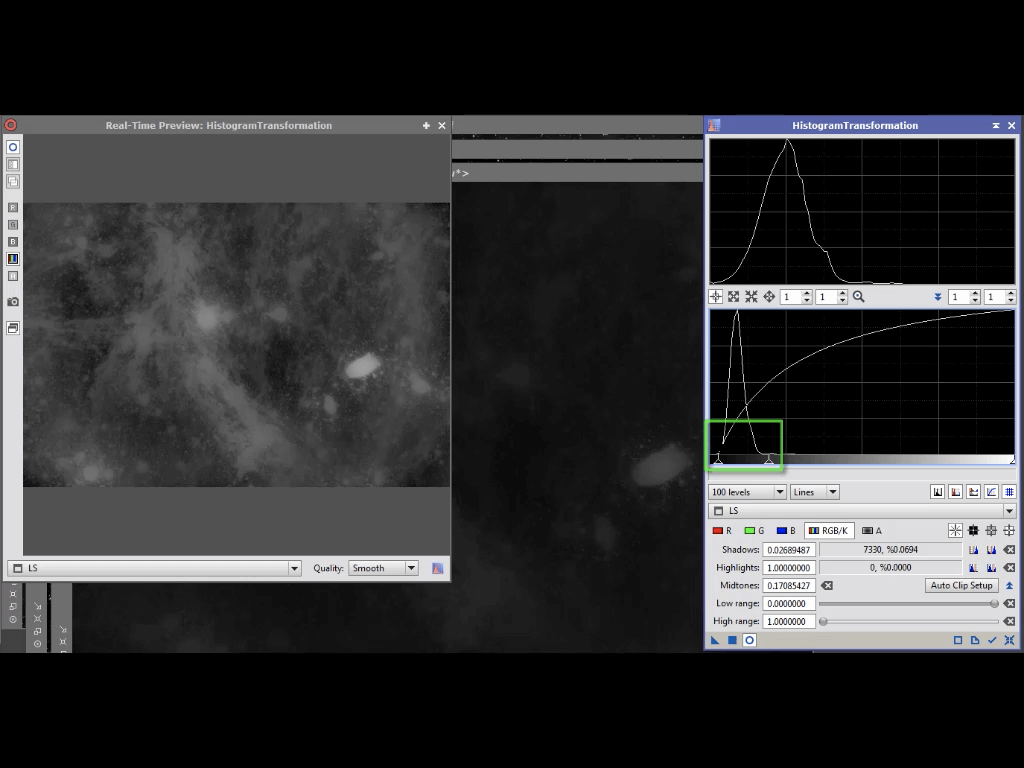 Real-Time Preview: HistogramTransformation
HistogramTransformation
*>
R
G
B
1
1
1
1
100 levels
Lines
LS
R
G
B
RGB/K
A
Shadows:
0.02689487
7330, %0.0694
Highlights:
1.00000000
0, %0.0000
Midtones:
0.17085427
Auto Clip Setup
Low range:
0.0000000
High range:
1.0000000
LS
Quality:
Smooth